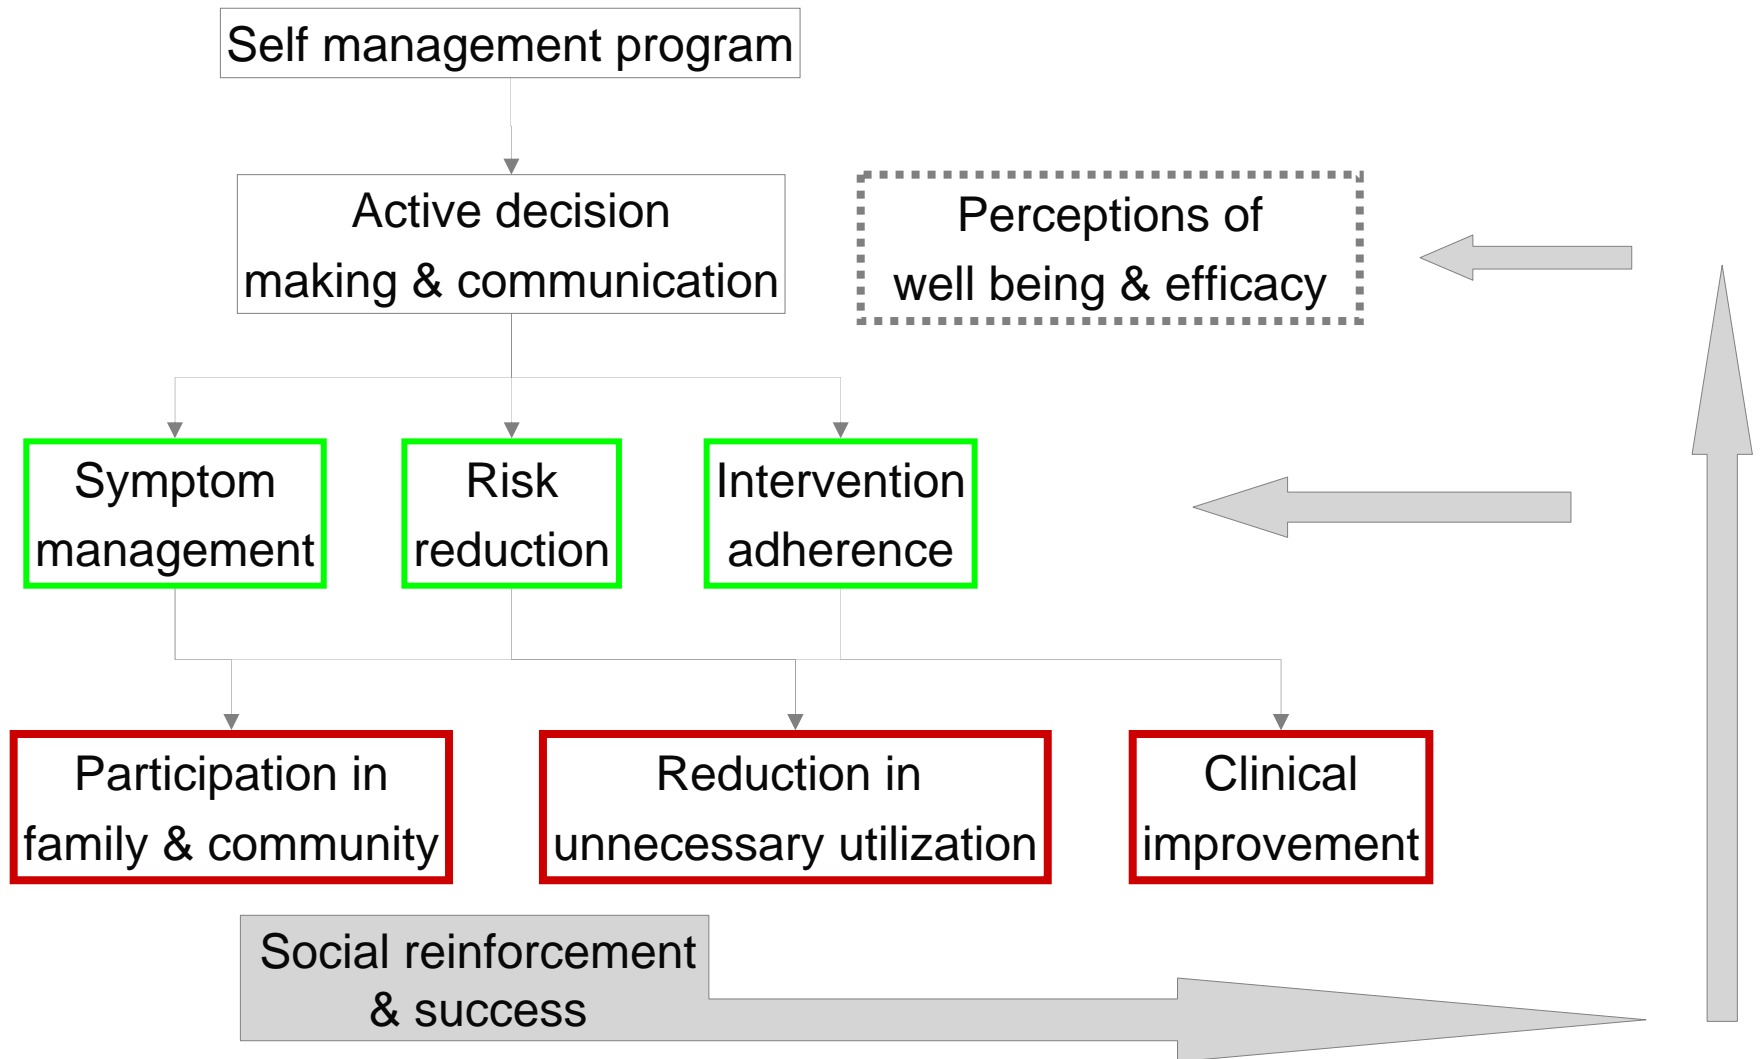 Self management program
Active decision
making & communication
Perceptions of
well being & efficacy
Symptom
management
Risk
reduction
Intervention
adherence
Participation in
family & community
Reduction in
unnecessary utilization
Clinical
improvement
Social reinforcement
& success